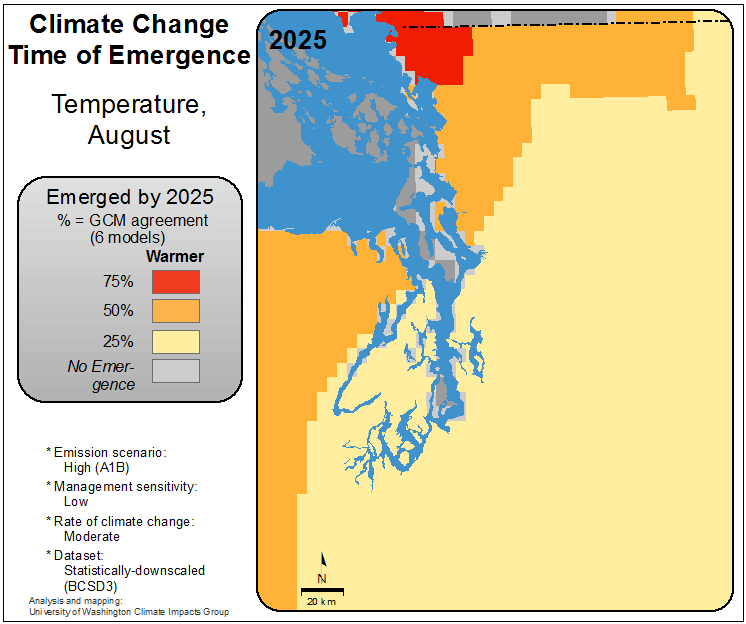 Climate Change
Time of Emergence
Temperature,
August
Emerged by 2025
% = GCM agreement
(6 models)
Warmer
75%
50%
25%
No Emer-
gence
* Emission scenario:
High (A1B)
* Management sensitivity:
Low
* Rate of climate change:
Moderate
* Dataset:
Statistically-downscaled
(BCSD3)
Analysis and mapping:
University of Washington Climate Impacts Group
2025
N
20 km